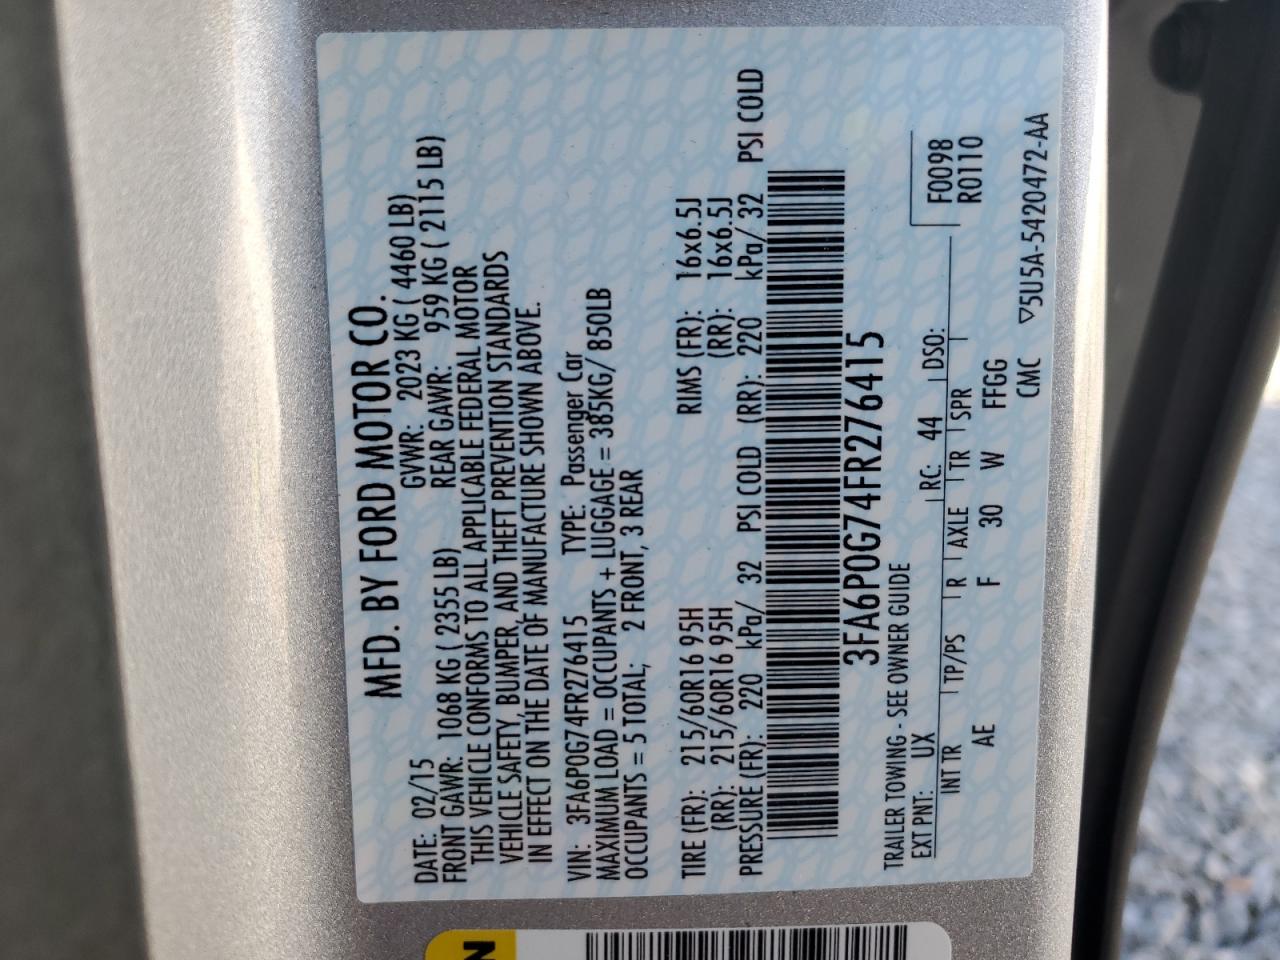 MFD. BY FORD MOTOR CO.
DATE: 02/15 GVWR: 2023 KG ( 4460 LB)
FRONT GAWR: 1068 KG ( 2355 LB) REAR GAWR: 959 KG ( 2115 LB)
THIS VEHICLE CONFORMS TO ALL APPLICABLE FEDERAL MOTOR
VEHICLE SAFETY, BUMPER, AND THEFT PREVENTION STANDARDS
IN EFFECT ON THE DATE OF MANUFACTURE SHOWN ABOVE.
VIN: 3FA6P0G74FR276415 TYPE: Passenger Car
MAXIMUM LOAD = OCCUPANTS + LUGGAGE = 385KG/ 850LB
OCCUPANTS = 5 TOTAL; 2 FRONT, 3 REAR
TIRE (FR): 215/60R16 95H RIMS (FR): 16x6.5J
(RR): 215/60R16 95H (RR): 16x6.5J
PRESSURE (FR): 220 kPa/ 32 PSI COLD (RR): 220 kPa/ 32 PSI COLD
3FA6P0G74FR276415
TRAILER TOWING - SEE OWNER GUIDE
F0098
EXT PNT: UX RC: 44 DSO: R0110
INT TR TP/PS R AXLE TR SPR
AE F 30 W FFGG
CMC ▽5U5A-5420472-AA
N